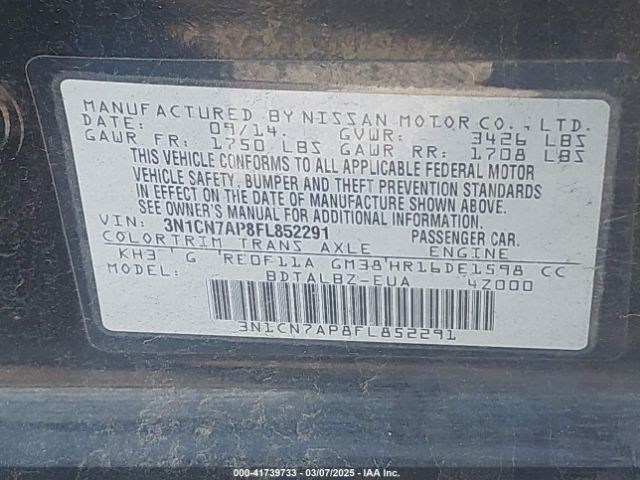 MANUFACTURED BY NISSAN MOTOR CO., LTD.
DATE: 09/14. GVWR: 3426 LBS
GAWR FR: 1750 LBS GAWR RR: 1708 LBS
THIS VEHICLE CONFORMS TO ALL APPLICABLE FEDERAL MOTOR
VEHICLE SAFETY, BUMPER AND THEFT PREVENTION STANDARDS
IN EFFECT ON THE DATE OF MANUFACTURE SHOWN ABOVE.
SEE OWNER'S MANUAL FOR ADDITIONAL INFORMATION.
VIN: 3N1CN7AP8FL852291 PASSENGER CAR.
COLOR TRIM TRANS AXLE ENGINE
KH3 G RE0F11A GM38 HR16DE1598 CC
BDTALBZ-EUA 4Z000
3N1CN7AP8FL852291
000-41739733 — 03/07/2025 — IAA Inc.